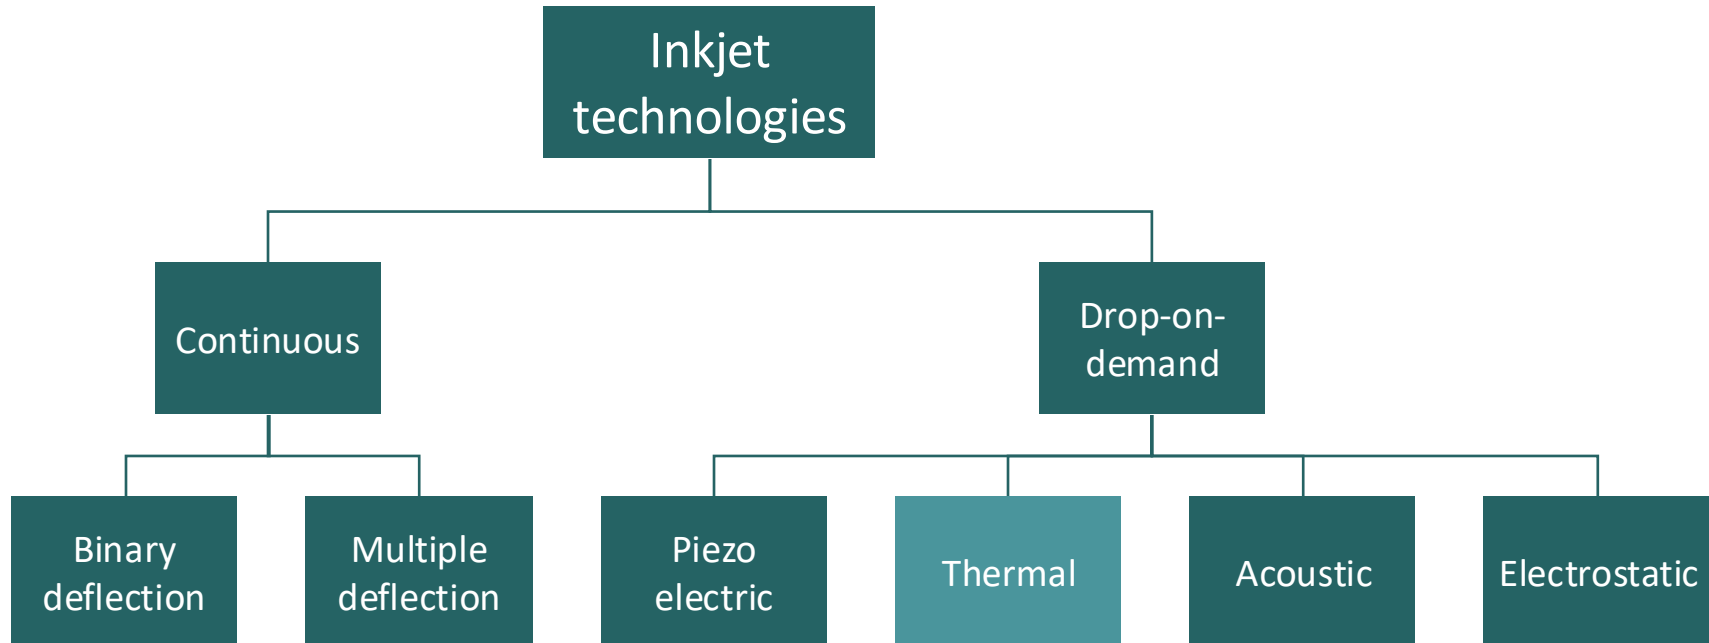 Inkjet
technologies
Continuous
Drop-on-
demand
Binary
deflection
Multiple
deflection
Piezo
electric
Thermal
Acoustic
Electrostatic